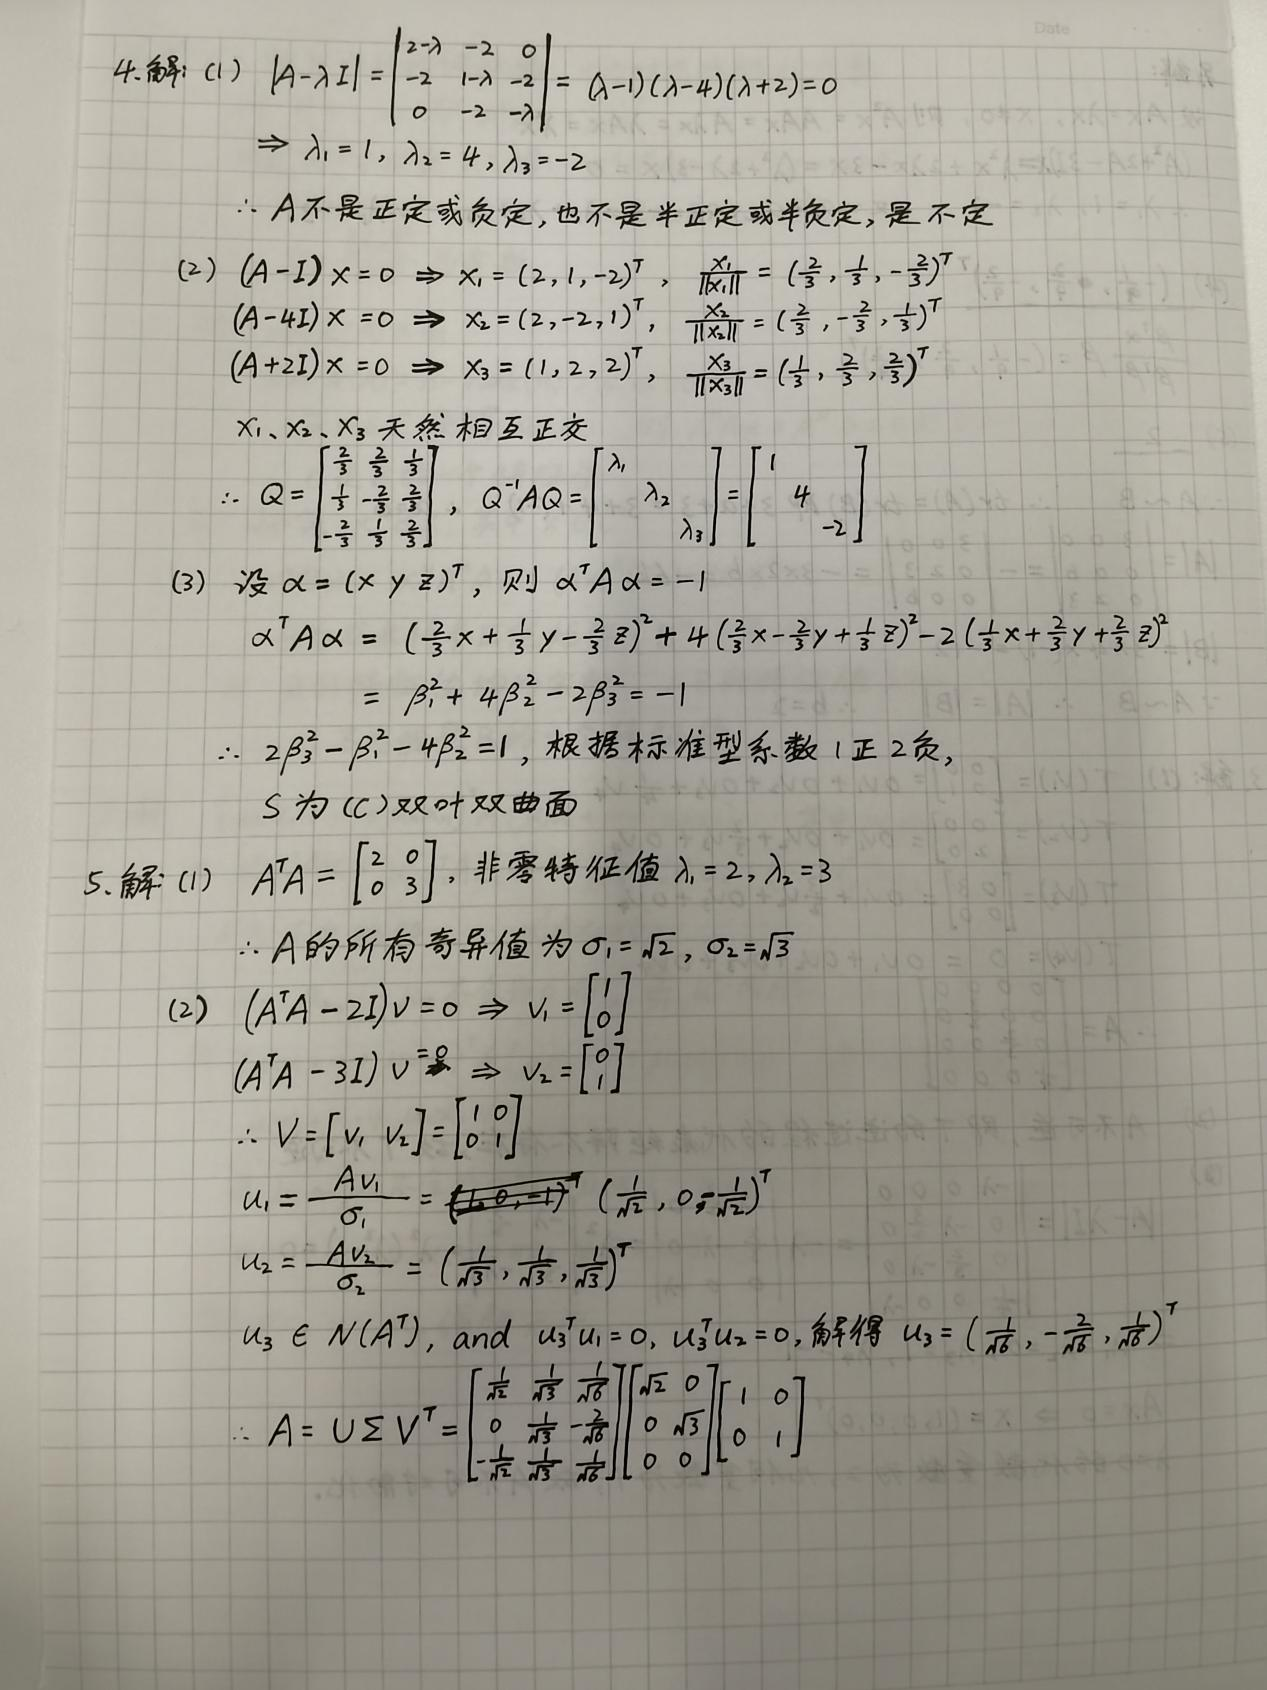 Date
4.解: (1) |A-λI| = |2-λ -2 0; -2 1-λ -2; 0 -2 -λ| = (λ-1)(λ-4)(λ+2)=0
⇒ λ₁=1, λ₂=4, λ₃=-2
∴ A不是正定或负定,也不是半正定或半负定,是不定
(2) (A-I)x=0 ⇒ x₁=(2,1,-2)ᵀ, x₁/||x₁|| = (2/3, 1/3, -2/3)ᵀ
(A-4I)x=0 ⇒ x₂=(2,-2,1)ᵀ, x₂/||x₂|| = (2/3, -2/3, 1/3)ᵀ
(A+2I)x=0 ⇒ x₃=(1,2,2)ᵀ, x₃/||x₃|| = (1/3, 2/3, 2/3)ᵀ
x₁、x₂、x₃天然相互正交
∴ Q=[2/3 2/3 1/3; 1/3 -2/3 2/3; -2/3 1/3 2/3], Q⁻¹AQ=[λ₁ λ₂ λ₃]=[1 4 -2]
(3) 设α=(x y z)ᵀ,则αᵀAα=-1
αᵀAα = (2/3x+1/3y-2/3z)²+4(2/3x-2/3y+1/3z)²-2(1/3x+2/3y+2/3z)²
= β₁²+4β₂²-2β₃²=-1
∴ 2β₃²-β₁²-4β₂²=1,根据标准型系数1正2负,
S为(C)双叶双曲面
5.解: (1) AᵀA=[2 0; 0 3],非零特征值λ₁=2,λ₂=3
∴ A的所有奇异值为σ₁=√2, σ₂=√3
(2) (AᵀA-2I)v=0 ⇒ v₁=[1; 0]
(AᵀA-3I)v=0 ⇒ v₂=[0; 1]
∴ V=[v₁ v₂]=[1 0; 0 1]
u₁=Av₁/σ₁=(1/√2, 0, -1/√2)ᵀ
u₂=Av₂/σ₂=(1/√3, 1/√3, 1/√3)ᵀ
u₃∈N(Aᵀ), and u₃ᵀu₁=0, u₃ᵀu₂=0,解得u₃=(1/√6, -2/√6, 1/√6)ᵀ
∴ A=UΣVᵀ=[1/√2 1/√3 1/√6; 0 1/√3 -2/√6; -1/√2 1/√3 1/√6][√2 0; 0 √3; 0 0][1 0; 0 1]